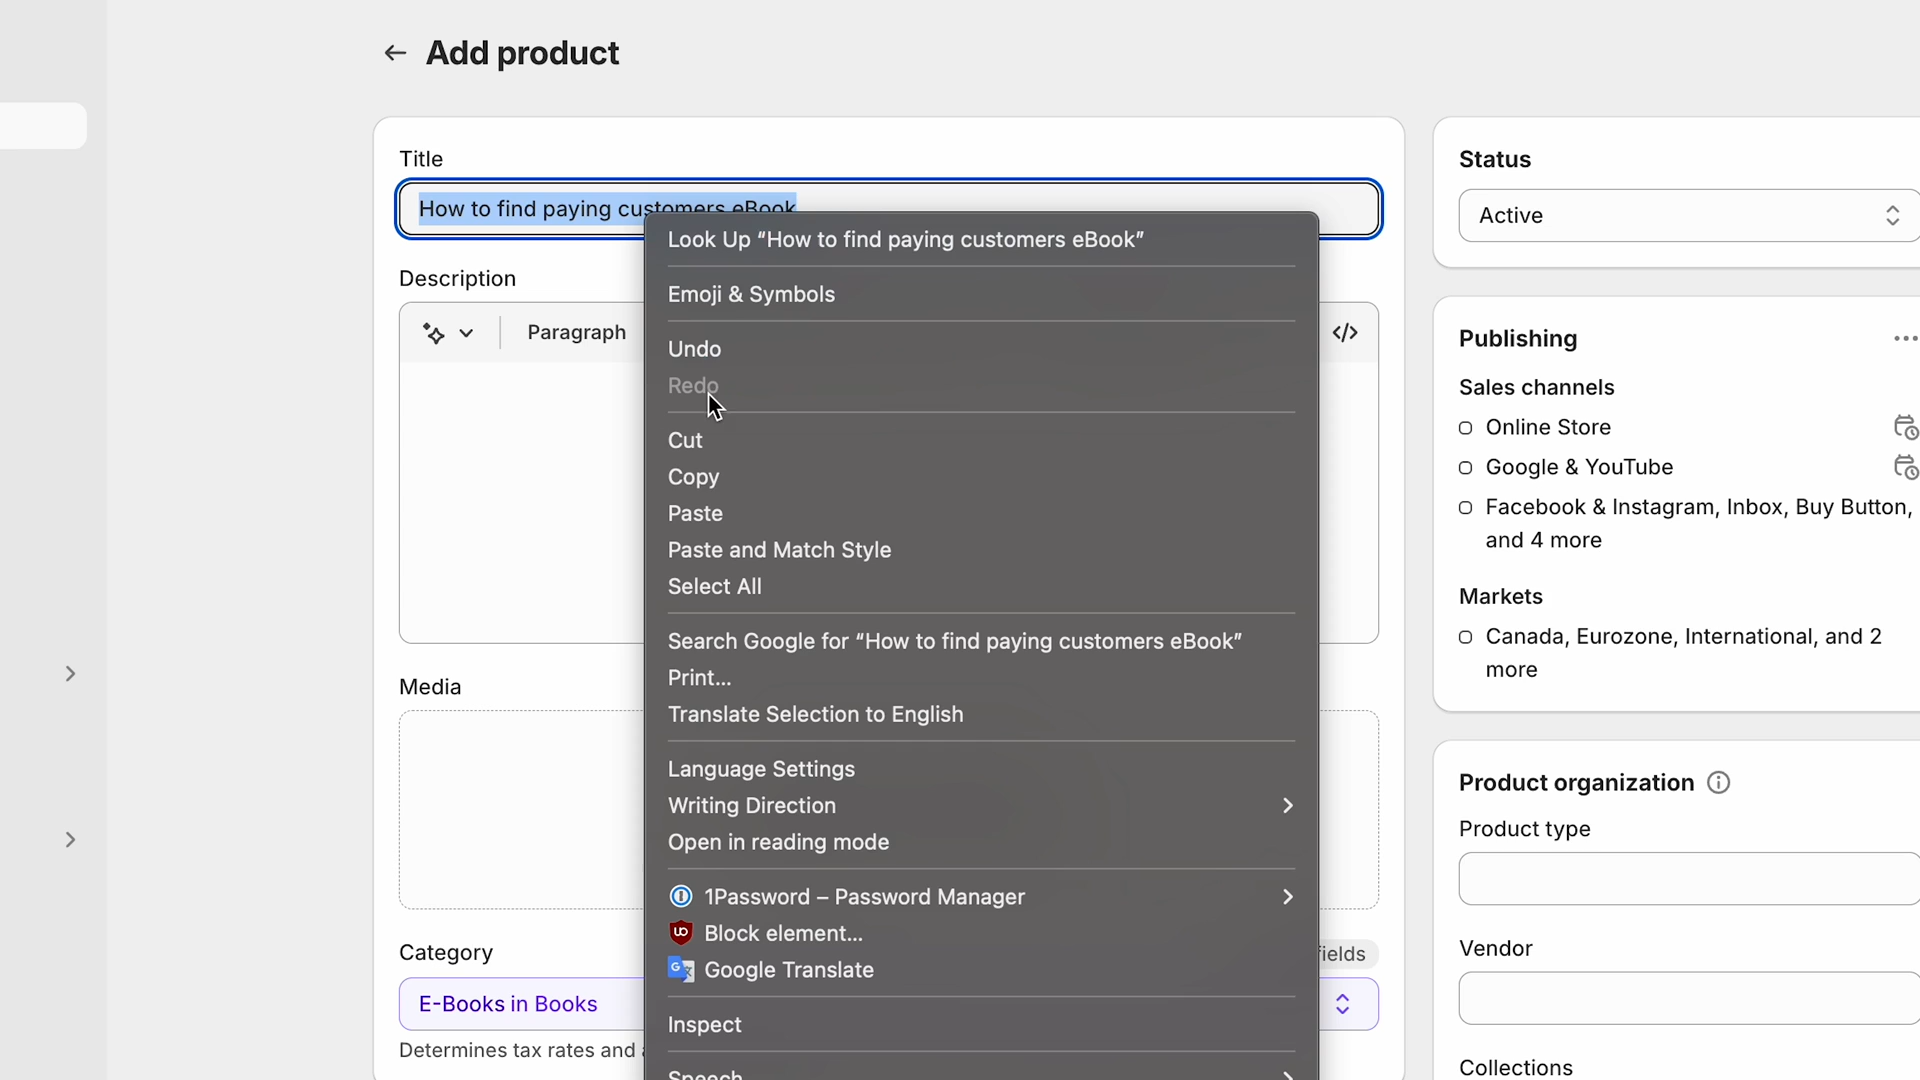 Add product
Title
How to find paying customers eBook
Description
Paragraph
Look Up “How to find paying customers eBook”
Emoji & Symbols
Undo
Redo
Cut
Copy
Paste
Paste and Match Style
Select All
Search Google for “How to find paying customers eBook”
Print...
Translate Selection to English
Language Settings
Writing Direction
Open in reading mode
1Password – Password Manager
Block element...
Google Translate
Inspect
Speech
Media
Category
fields
E-Books in Books
Determines tax rates and
Status
Active
Publishing
Sales channels
Online Store
Google & YouTube
Facebook & Instagram, Inbox, Buy Button,
and 4 more
Markets
Canada, Eurozone, International, and 2
more
Product organization
Product type
Vendor
Collections